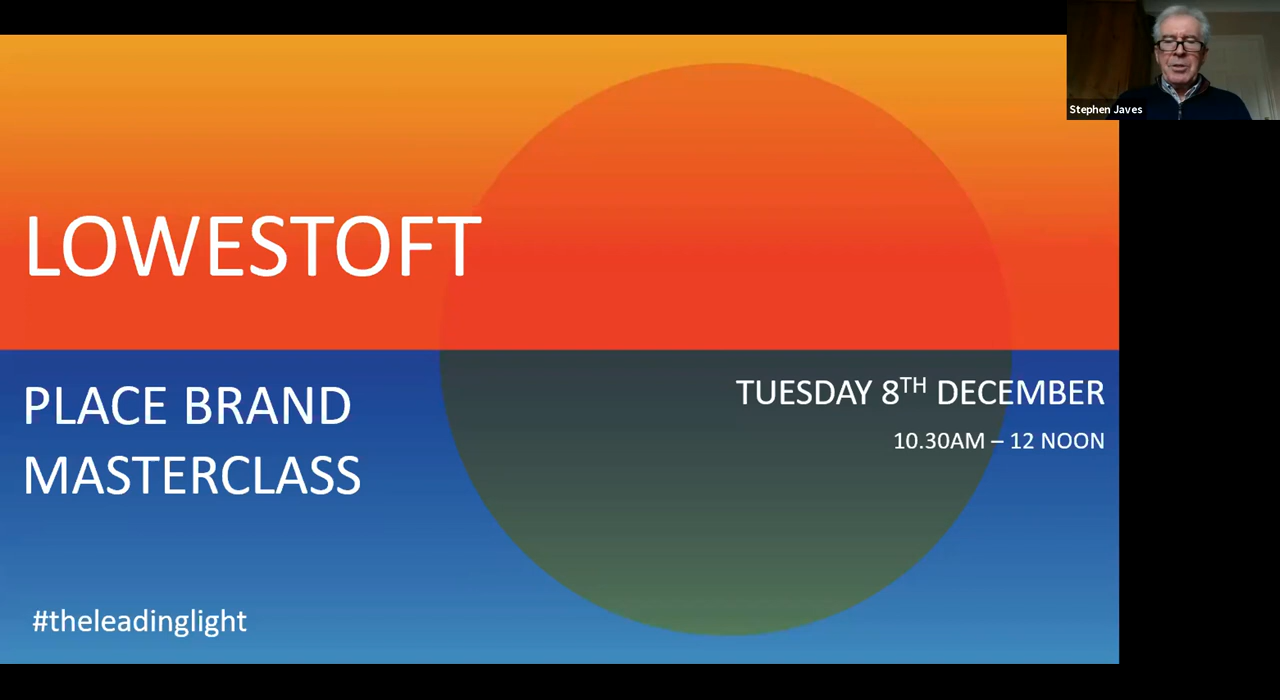 Stephen Javes
LOWESTOFT
PLACE BRAND
MASTERCLASS
TUESDAY 8TH DECEMBER
10.30AM – 12 NOON
#theleadinglight